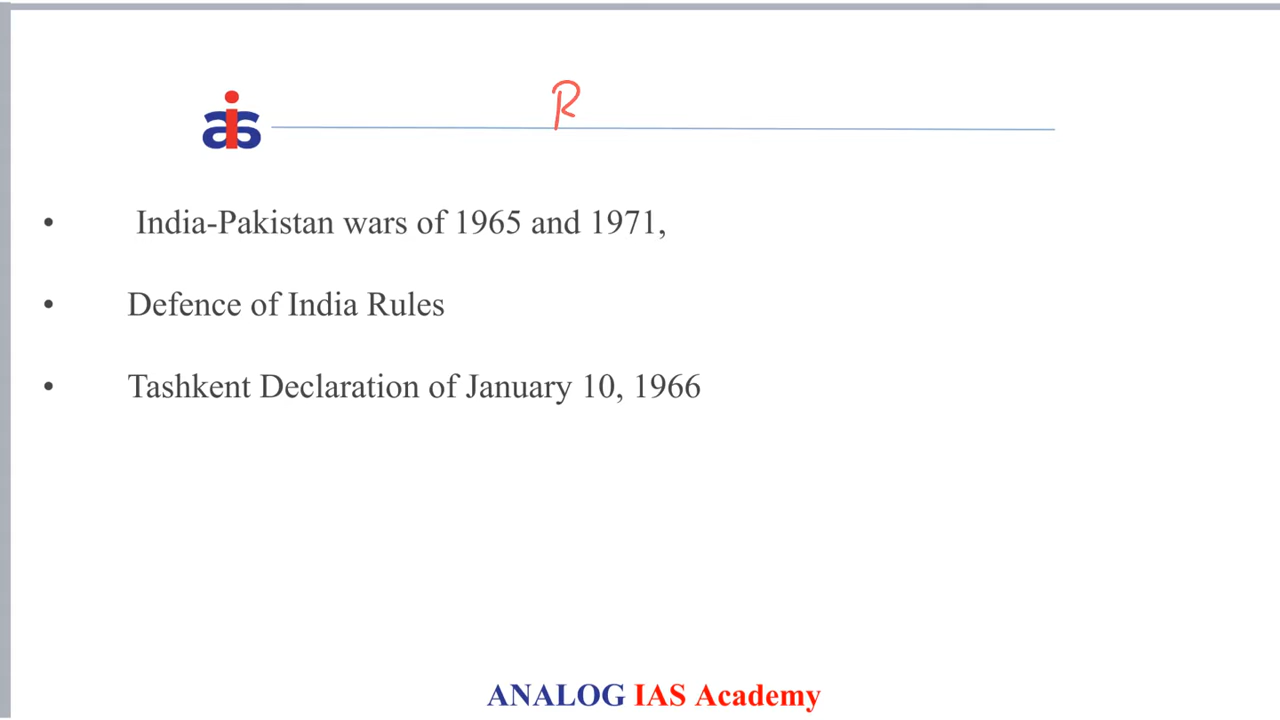 ais
R
• India-Pakistan wars of 1965 and 1971,
• Defence of India Rules
• Tashkent Declaration of January 10, 1966
ANALOG IAS Academy